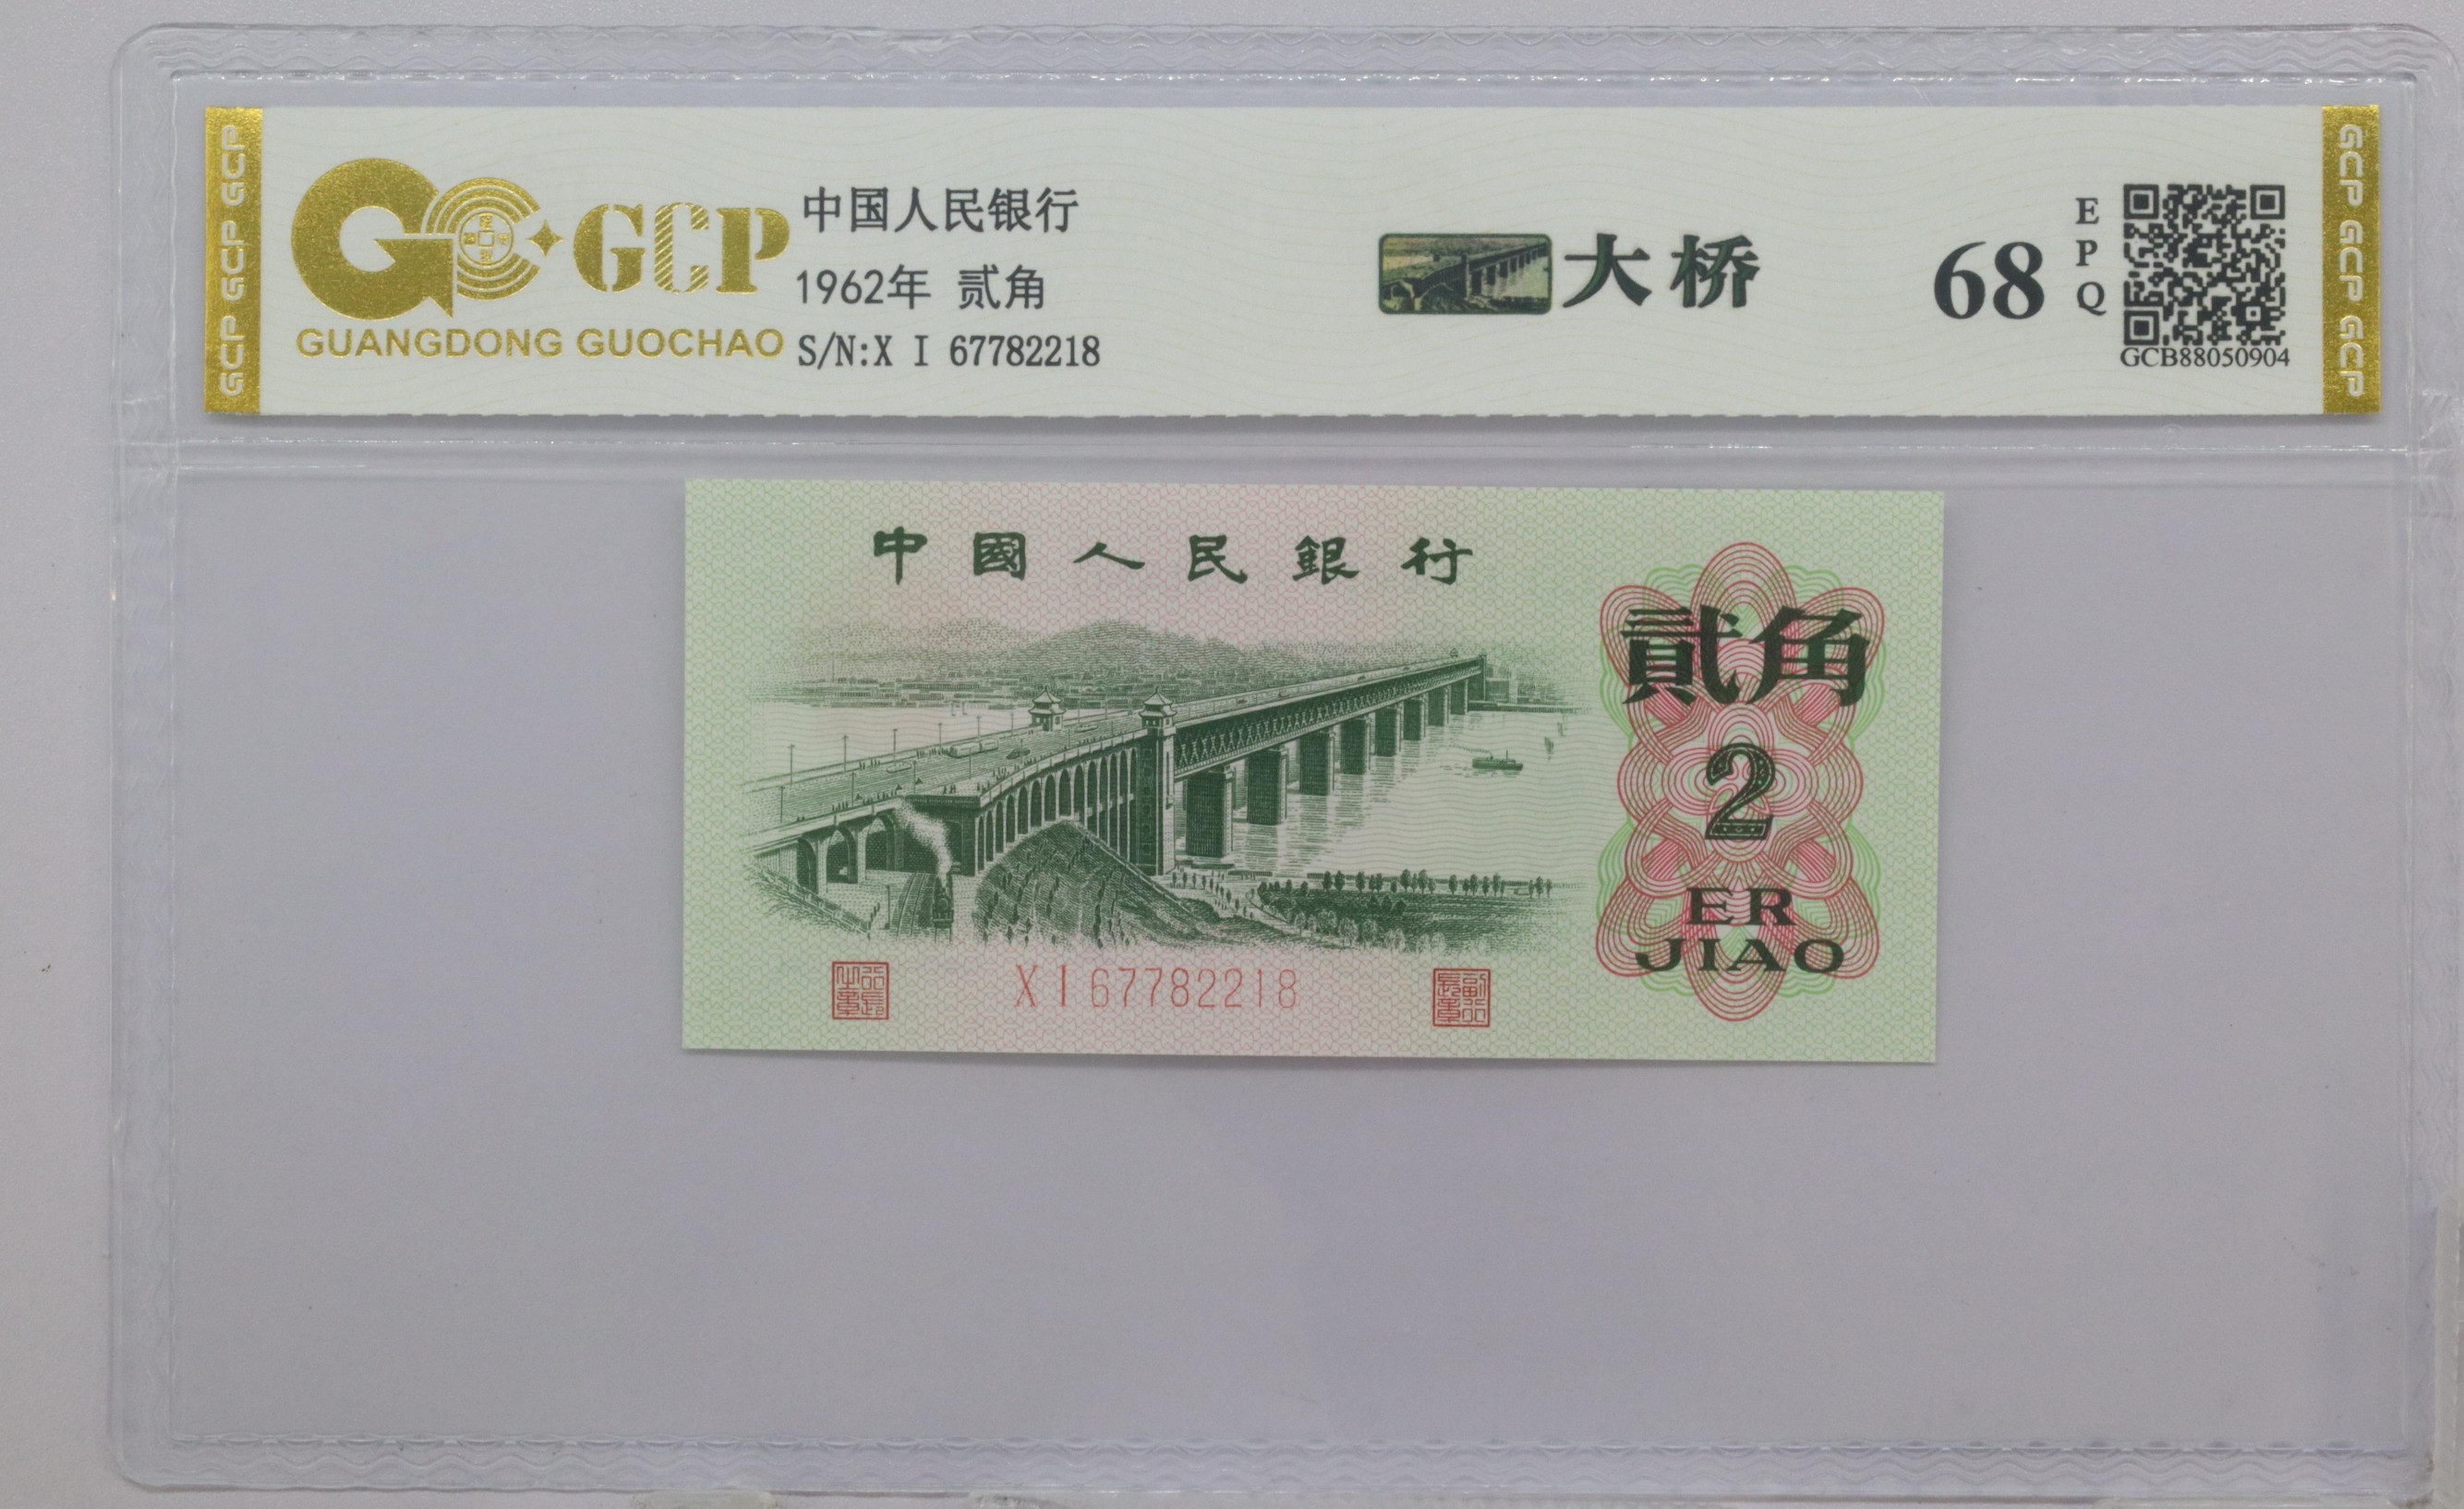 GCP GCP GCP
GCP
GUANGDONG GUOCHAO
中国人民银行
1962年 贰角
S/N:X I 67782218
大桥
68
E
P
Q
GCB88050904
GCP GCP GCP
中國人民銀行
貳角
2
ER
JIAO
X I 67782218